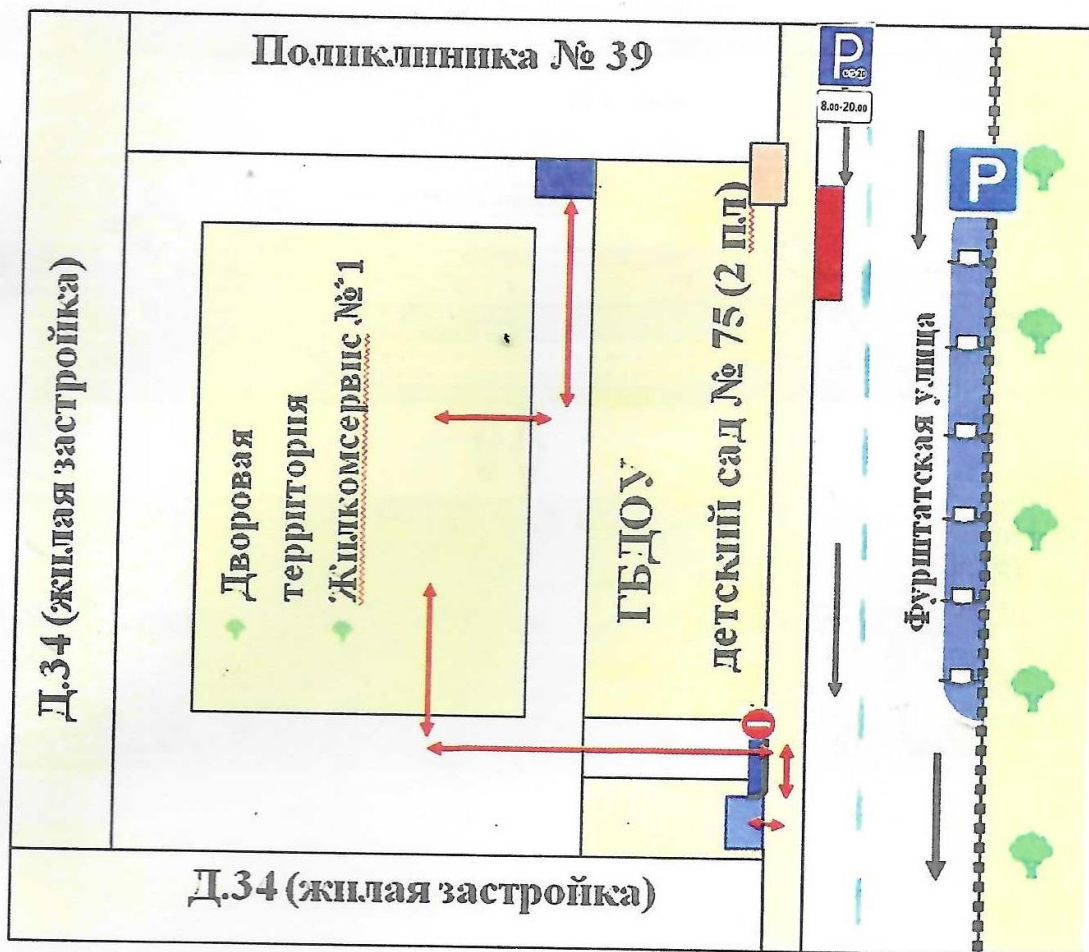 Поликлиника № 39
P
8.00-20.00
P
Д.34 (жилая застройка)
Дворовая
территория
Жилкомсервис №1
ГБДОУ
детский сад № 75 (2 пл)
Фурштатская улица
Д.34 (жилая застройка)